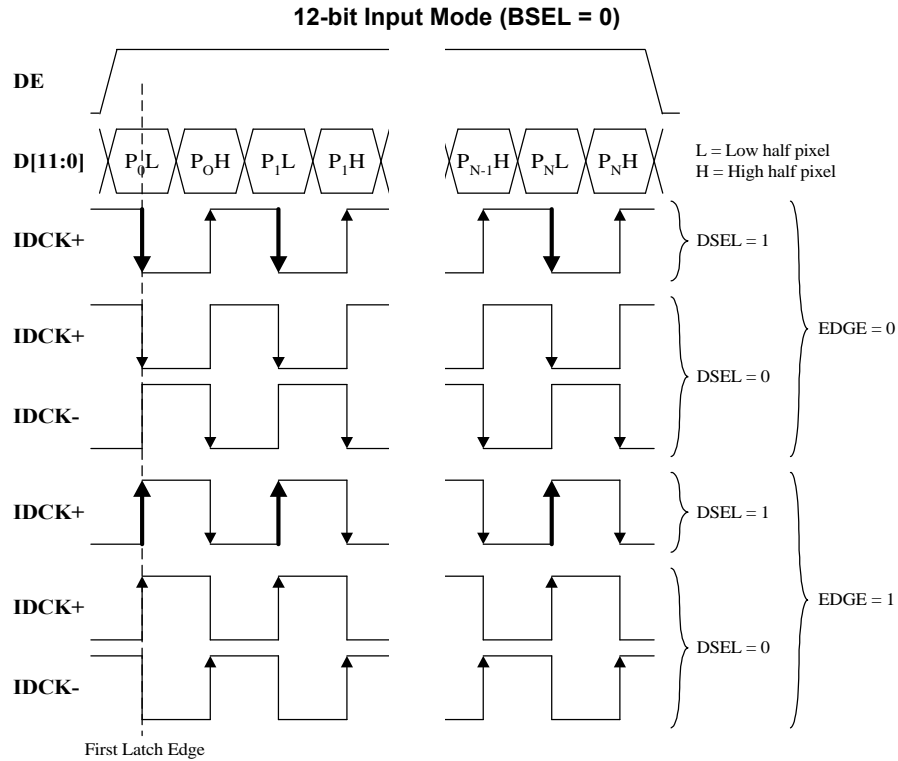 12-bit Input Mode (BSEL = 0)
DE
D[11:0]
P0L
POH
P1L
P1H
PN-1H
PNL
PNH
L = Low half pixel
H = High half pixel
IDCK+
DSEL = 1
IDCK+
EDGE = 0
DSEL = 0
IDCK-
IDCK+
DSEL = 1
IDCK+
EDGE = 1
DSEL = 0
IDCK-
First Latch Edge